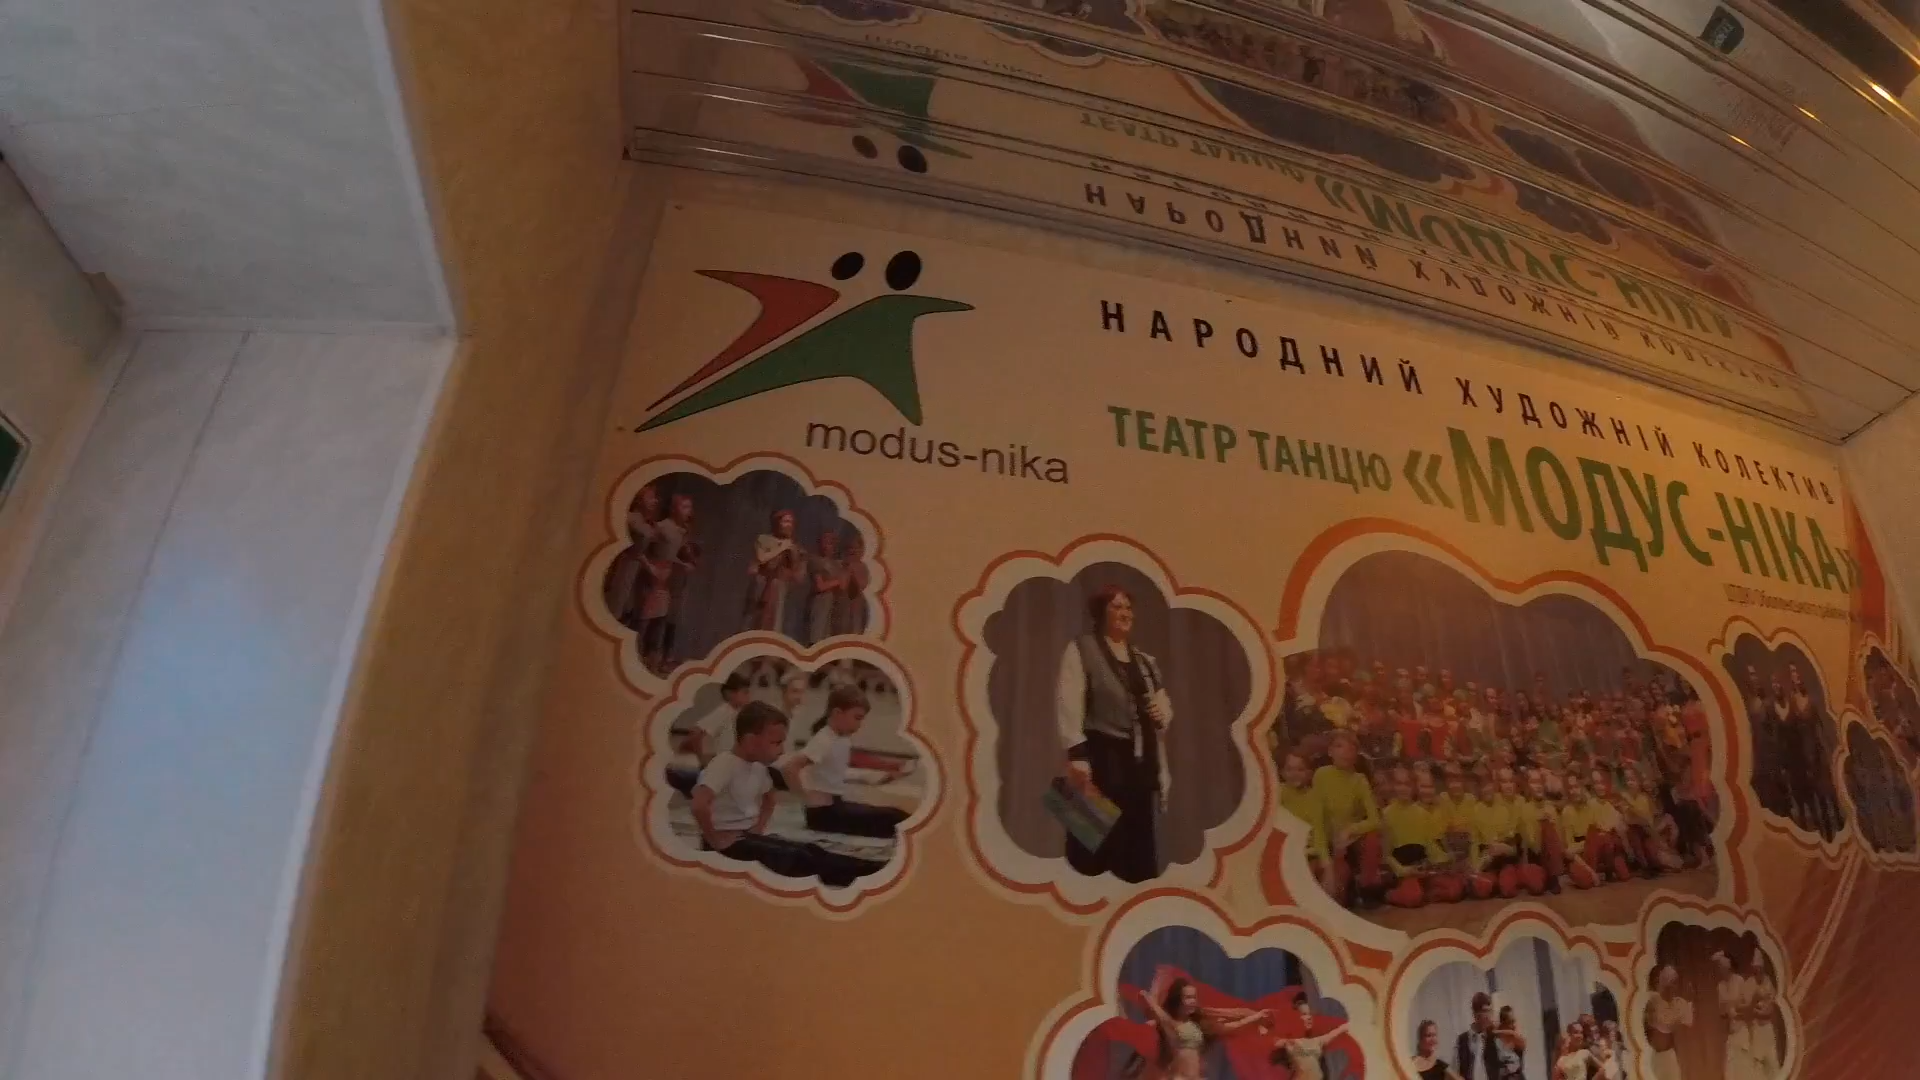 modus-nika
НАРОДНИЙ ХУДОЖНІЙ КОЛЕКТИВ
ТЕАТР ТАНЦЮ «МОДУС-НІКА»